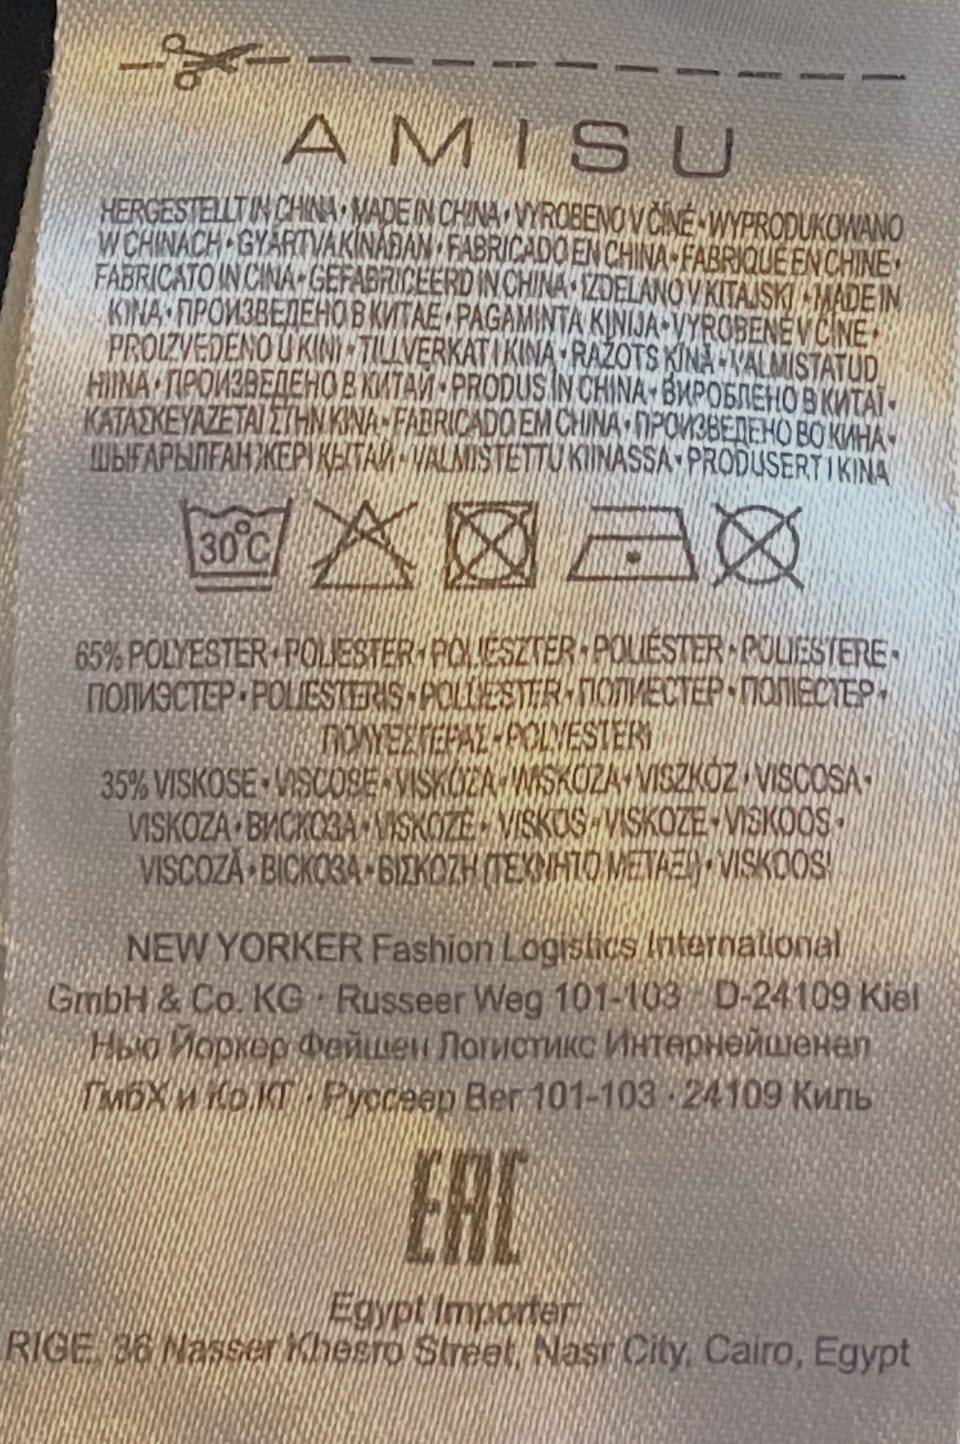 AMISU
HERGESTELLT IN CHINA • MADE IN CHINA • VYROBENO V ČÍNĚ • WYPRODUKOWANO
W CHINACH • GYÁRTVA KÍNÁBAN • FABRICADO EN CHINA • FABRIQUÉ EN CHINE •
FABRICATO IN CINA • GEFABRICEERD IN CHINA • IZDELANO V KITAJSKI • MADE IN
KINA • ПРОИЗВЕДЕНО В КИТАЕ • PAGAMINTA KINIJA • VYROBENÉ V ČÍNE •
PROIZVEDENO U KINI • TILLVERKAT I KINA • RAŽOTS ĶĪNĀ • VALMISTATUD
HIINA • ПРОИЗВЕДЕНО В КИТАЙ • PRODUS ÎN CHINA • ВИРОБЛЕНО В КИТАЇ •
ΚΑΤΑΣΚΕΥΑΖΕΤΑΙ ΣΤΗΝ ΚΙΝΑ • FABRICADO EM CHINA • ПРОИЗВЕДЕНО ВО КИНА •
ШЫҒАРЫЛҒАН ЖЕРІ ҚЫТАЙ • VALMISTETTU KIINASSA • PRODUSERT I KINA
30°C
65% POLYESTER • POLIESTER • POLIÉSZTER • POLIÉSTER • POLIESTERE •
ПОЛИЭСТЕР • POLIESTERIS • POLÜESTER • ПОЛИЕСТЕР • ПОЛІЕСТЕР •
ΠΟΛΥΕΣΤΕΡΑΣ • POLYESTERI
35% VISKOSE • VISCOSE • VISKÓZA • WISKOZA • VISZKÓZ • VISCOSA •
VISKOZA • ВИСКОЗА • VISKOZĖ • VISKOS • VISKOZE • VISKOOS •
VISCOZĂ • ВІСКОЗА • ΒΙΣΚΟΖΗ (ΤΕΧΝΗΤΟ ΜΕΤΑΞΙ) • VISKOOSI
NEW YORKER Fashion Logistics International
GmbH & Co. KG · Russeer Weg 101-103 · D-24109 Kiel
Нью Йоркер Фейшен Логистикс Интернейшенел
ГмбХ и Ко.КГ · Руссеер Вег 101-103 · 24109 Киль
EAC
Egypt Importer:
RIGE, 36 Nasser Khesro Street, Nasr City, Cairo, Egypt